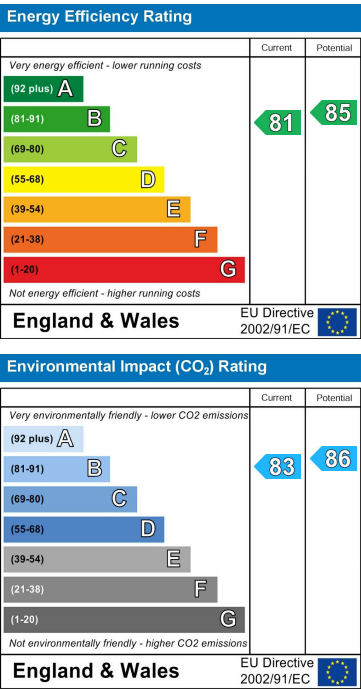 Energy Efficiency Rating
Current Potential
Very energy efficient - lower running costs
(92 plus) A
(81-91) B
(69-80) C
(55-68) D
(39-54) E
(21-38) F
(1-20) G
81
85
Not energy efficient - higher running costs
England & Wales
EU Directive
2002/91/EC
Environmental Impact (CO₂) Rating
Current Potential
Very environmentally friendly - lower CO2 emissions
(92 plus) A
(81-91) B
(69-80) C
(55-68) D
(39-54) E
(21-38) F
(1-20) G
83
86
Not environmentally friendly - higher CO2 emissions
England & Wales
EU Directive
2002/91/EC